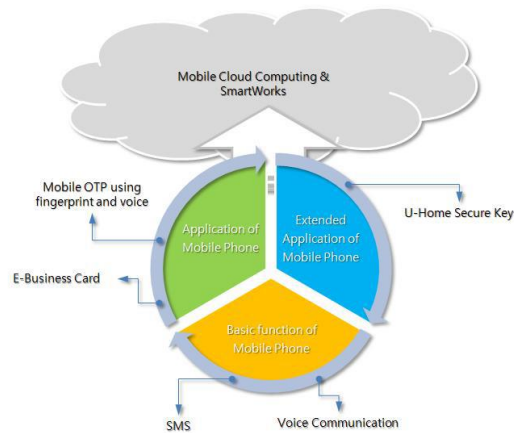 Mobile Cloud Computing &
SmartWorks
Mobile OTP using
fingerprint and voice
Application of
Mobile Phone
Extended
Application of
Mobile Phone
U-Home Secure Key
E-Business Card
Basic function of
Mobile Phone
SMS
Voice Communication